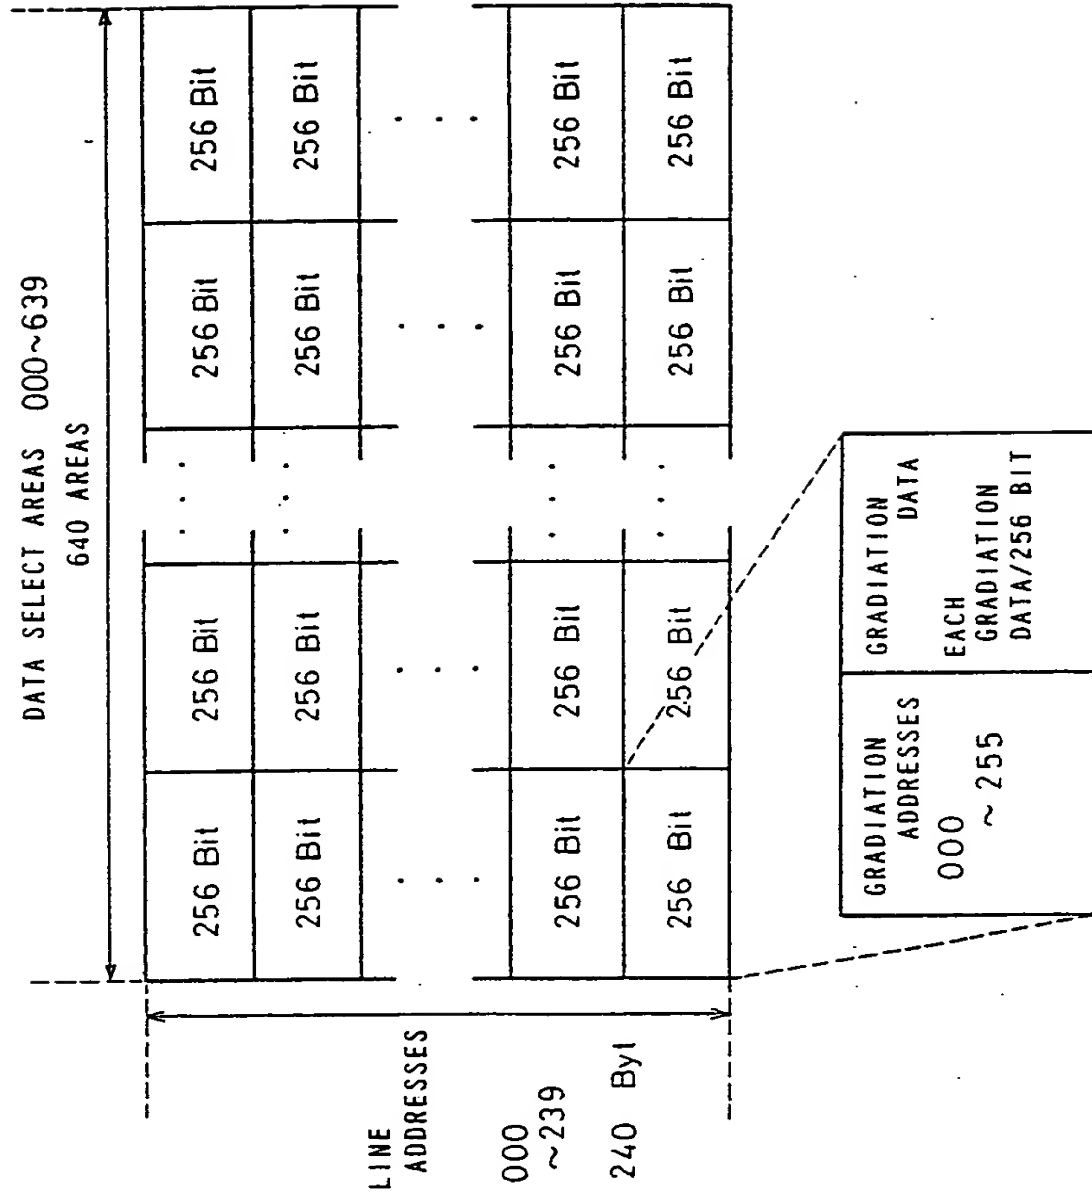 DATA SELECT AREAS 000~639
640 AREAS
256 Bit 256 Bit 256 Bit 256 Bit
256 Bit 256 Bit 256 Bit 256 Bit
LINE
ADDRESSES
000
~239
240 Byt
256 Bit 256 Bit 256 Bit 256 Bit
256 Bit 256 Bit 256 Bit 256 Bit
GRADIATION
ADDRESSES
000
~255
GRADIATION
DATA
EACH
GRADIATION
DATA/256 BIT